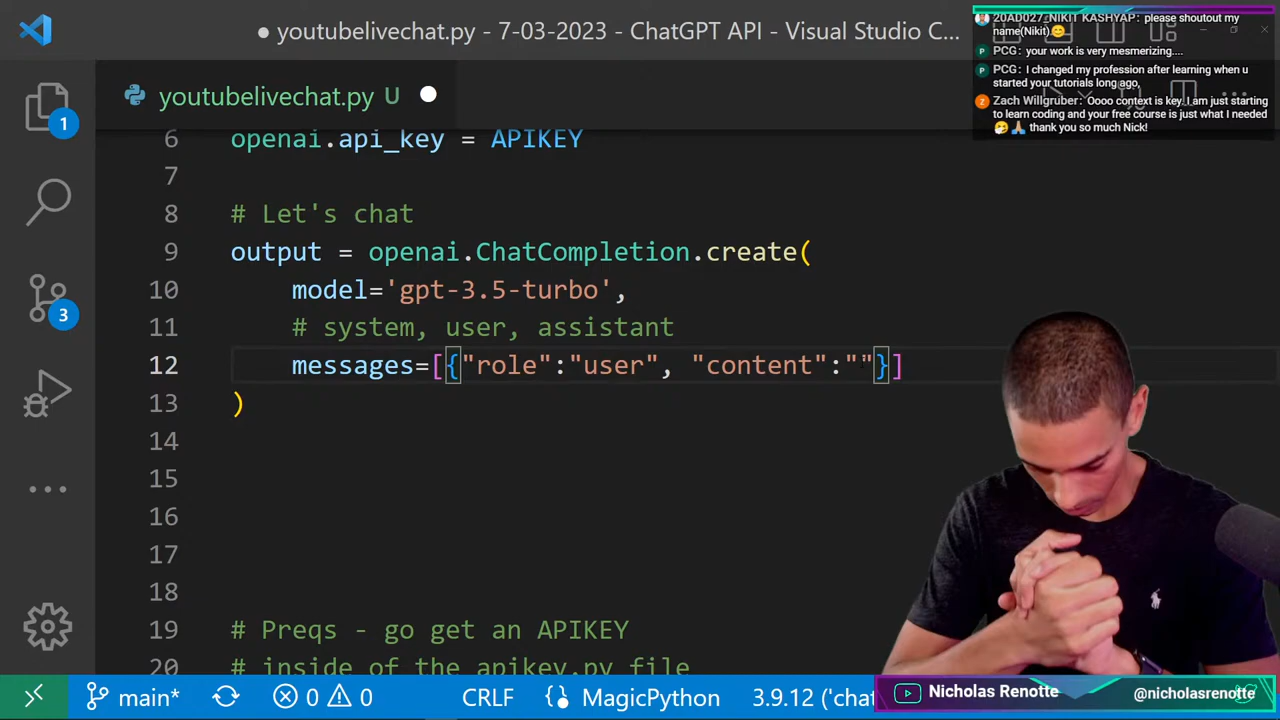 ● youtubelivechat.py - 7-03-2023 - ChatGPT API - Visual Studio C...
20AD027_NIKIT KASHYAP: please shoutout my
name(Nikit)😊
P PCG: your work is very mesmerizing....
P PCG: I changed my profession after learning when u
started your tutorials long ago,
Z Zach Willgruber: Oooo context is key. I am just starting
to learn coding and your free course is just what I needed
🤔🙏🏼 thank you so much Nick!
youtubelivechat.py U
1
6 openai.api_key = APIKEY
7
8 # Let's chat
9 output = openai.ChatCompletion.create(
10 model='gpt-3.5-turbo',
11 # system, user, assistant
12 messages=[{"role":"user", "content":""}]
13 )
14
15
16
17
18
19 # Preqs - go get an APIKEY
20 # inside of the apikey.py file
3
main*
0
0
CRLF
{} MagicPython
3.9.12 ('chat
Nicholas Renotte
@nicholasrenotte